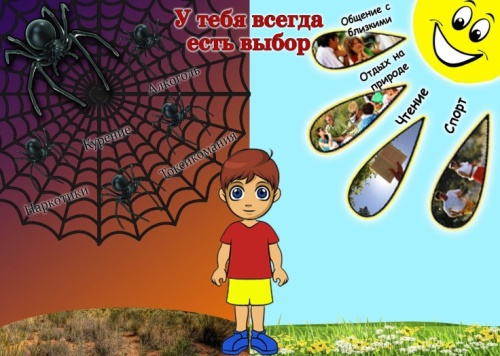 У тебя всегда
есть выбор
Алкоголь
Курение
Токсикомания
Наркотики
Общение с
близкими
Отдых на
природе
Чтение
Спорт